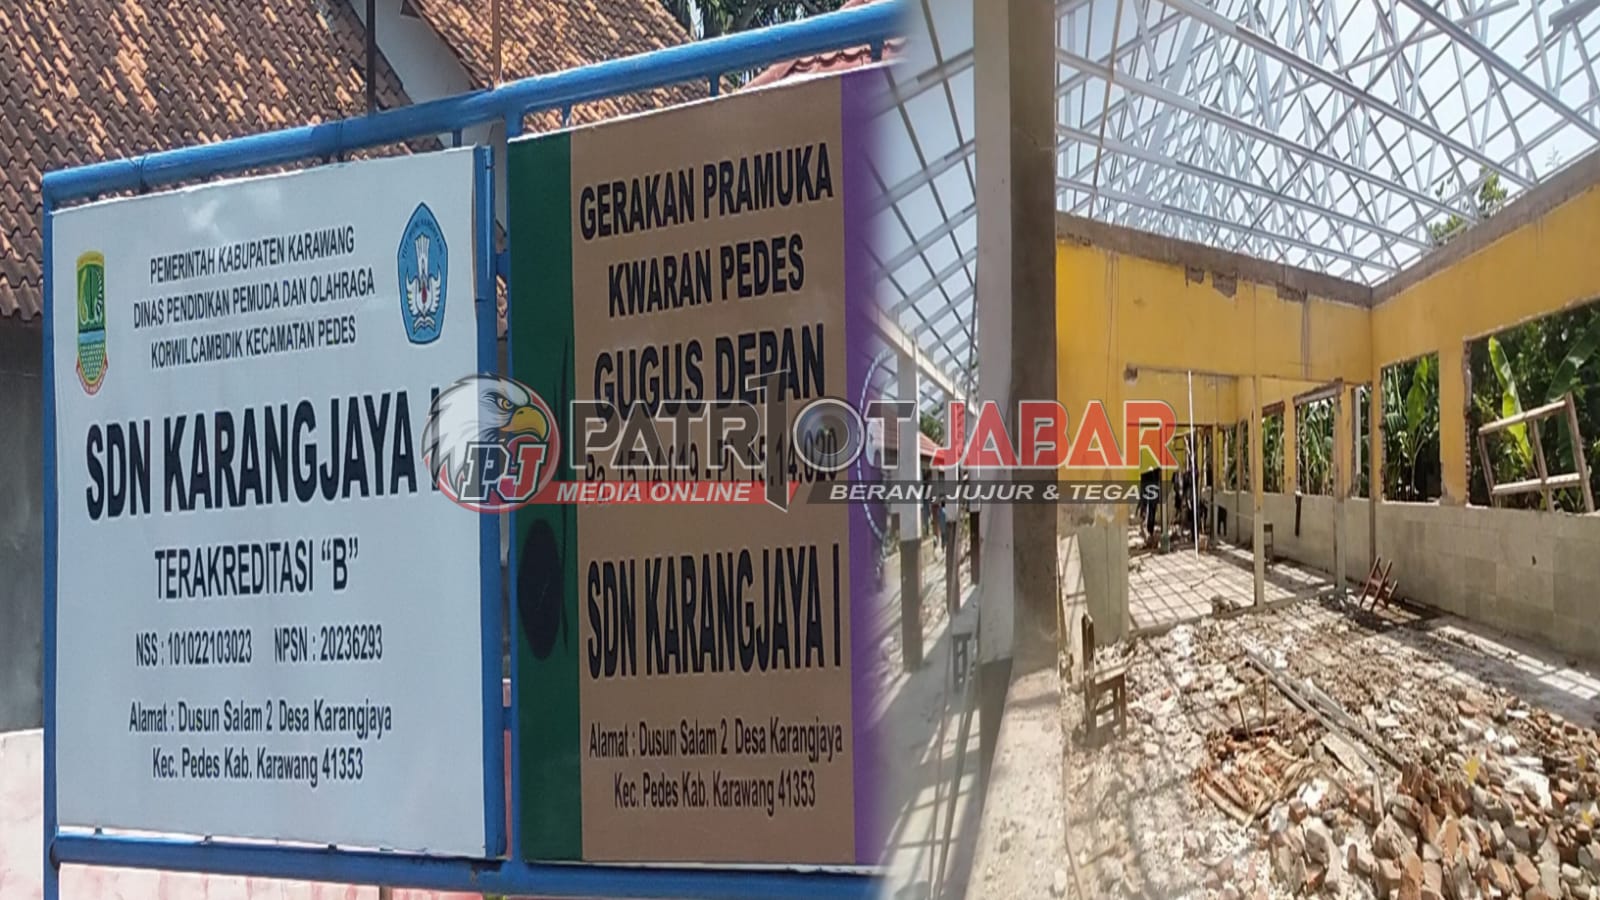 PEMERINTAH KABUPATEN KARAWANG
DINAS PENDIDIKAN PEMUDA DAN OLAHRAGA
KORWILCAMBIDIK KECAMATAN PEDES
SDN KARANGJAYA I
TERAKREDITASI "B"
NSS : 101022103023 NPSN : 20236293
Alamat : Dusun Salam 2 Desa Karangjaya
Kec. Pedes Kab. Karawang 41353
GERAKAN PRAMUKA
KWARAN PEDES
GUGUS DEPAN
SDN KARANGJAYA I
Alamat : Dusun Salam 2 Desa Karangjaya
Kec. Pedes Kab. Karawang 41353
PJ
PATRIOT JABAR
MEDIA ONLINE BERANI, JUJUR & TEGAS